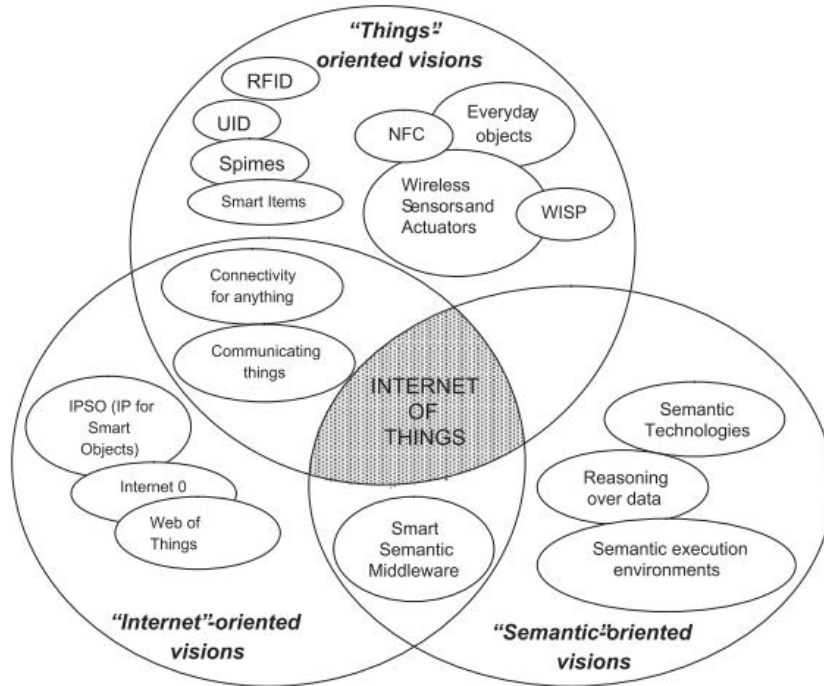 “Things”-
oriented visions
RFID
UID
Spimes
Smart Items
Everyday
objects
NFC
Wireless
Sensors and
Actuators
WISP
Connectivity
for anything
Communicating
things
INTERNET
OF
THINGS
IPSO (IP for
Smart
Objects)
Internet 0
Web of
Things
Semantic
Technologies
Reasoning
over data
Semantic execution
environments
Smart
Semantic
Middleware
“Internet”-oriented
visions
“Semantic”-oriented
visions